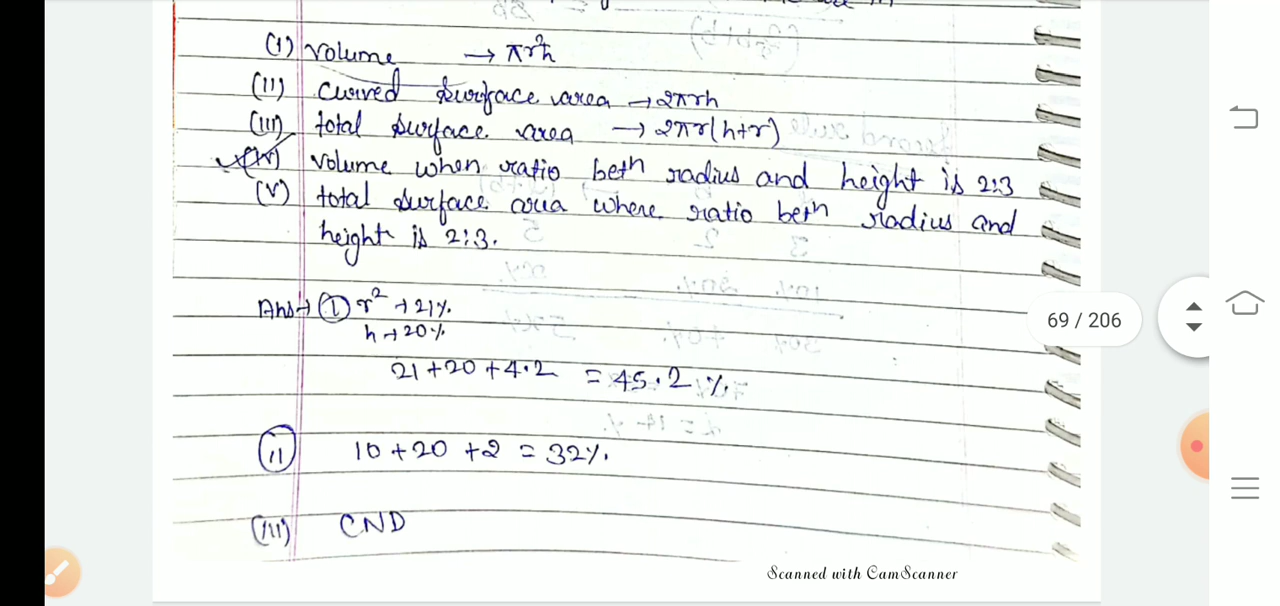 (i) volume → πr²h
(ii) curved surface area → 2πrh
(iii) total surface area → 2πr(h+r)
(iv) volume when ratio beth radius and height is 2:3
(v) total surface area where ratio beth radius and
height is 2:3.
Ans → (i) r² → 21%.
h → 20%.
69 / 206
21 + 20 + 4.2 = 45.2 %.
(ii) 10 + 20 + 2 = 32%.
(iii) CND
Scanned with CamScanner